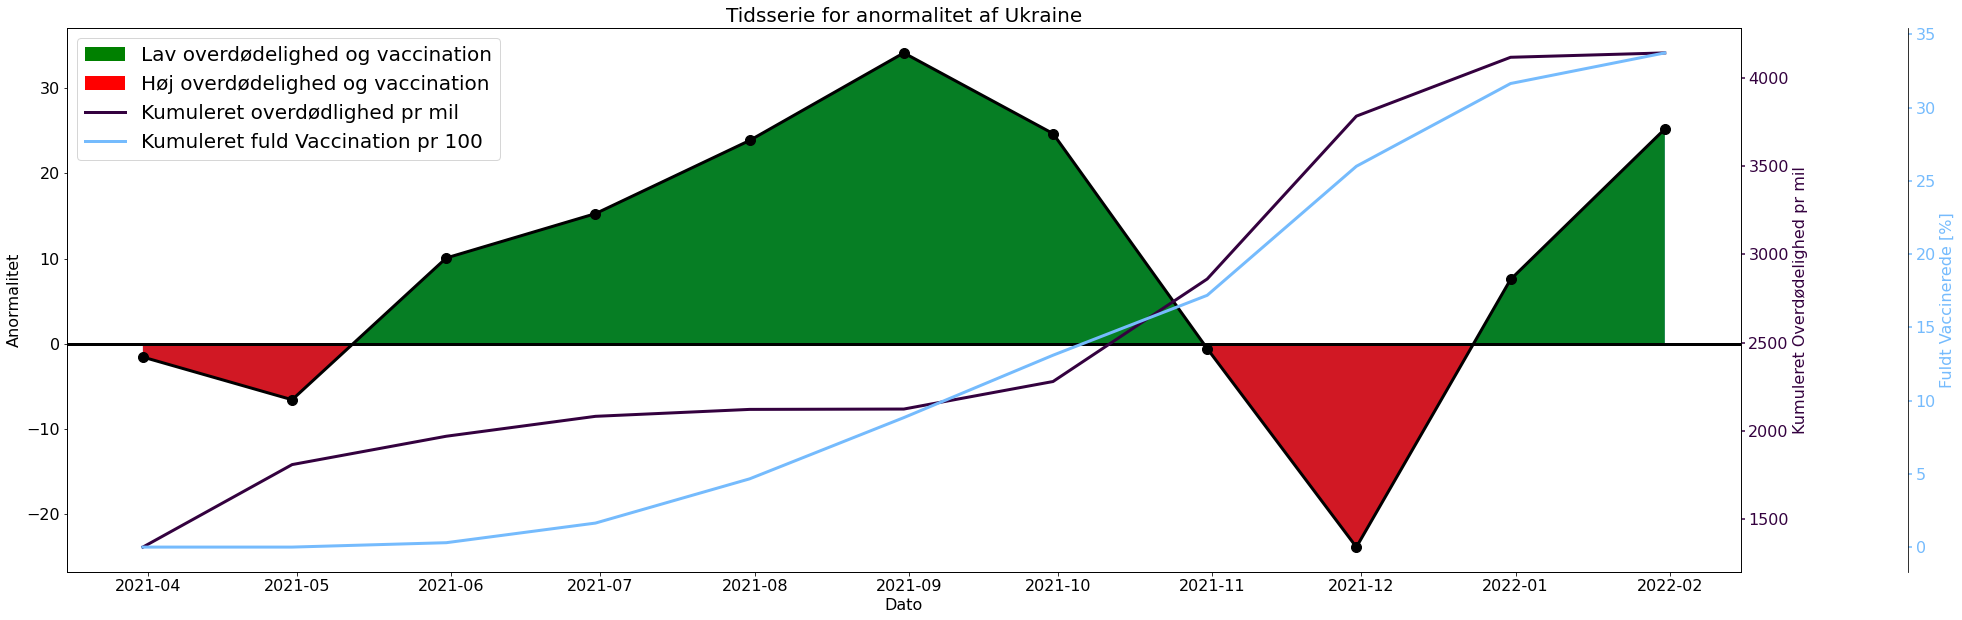 Tidsserie for anormalitet af Ukraine
Lav overdødelighed og vaccination
Høj overdødelighed og vaccination
Kumuleret overdødlighed pr mil
Kumuleret fuld Vaccination pr 100
Anormalitet
30
20
10
0
−10
−20
2021-04 2021-05 2021-06 2021-07 2021-08 2021-09 2021-10 2021-11 2021-12 2022-01 2022-02
Dato
4000
3500
3000
2500
2000
1500
Kumuleret Overdødelighed pr mil
35
30
25
20
15
10
5
0
Fuldt Vaccinerede [%]